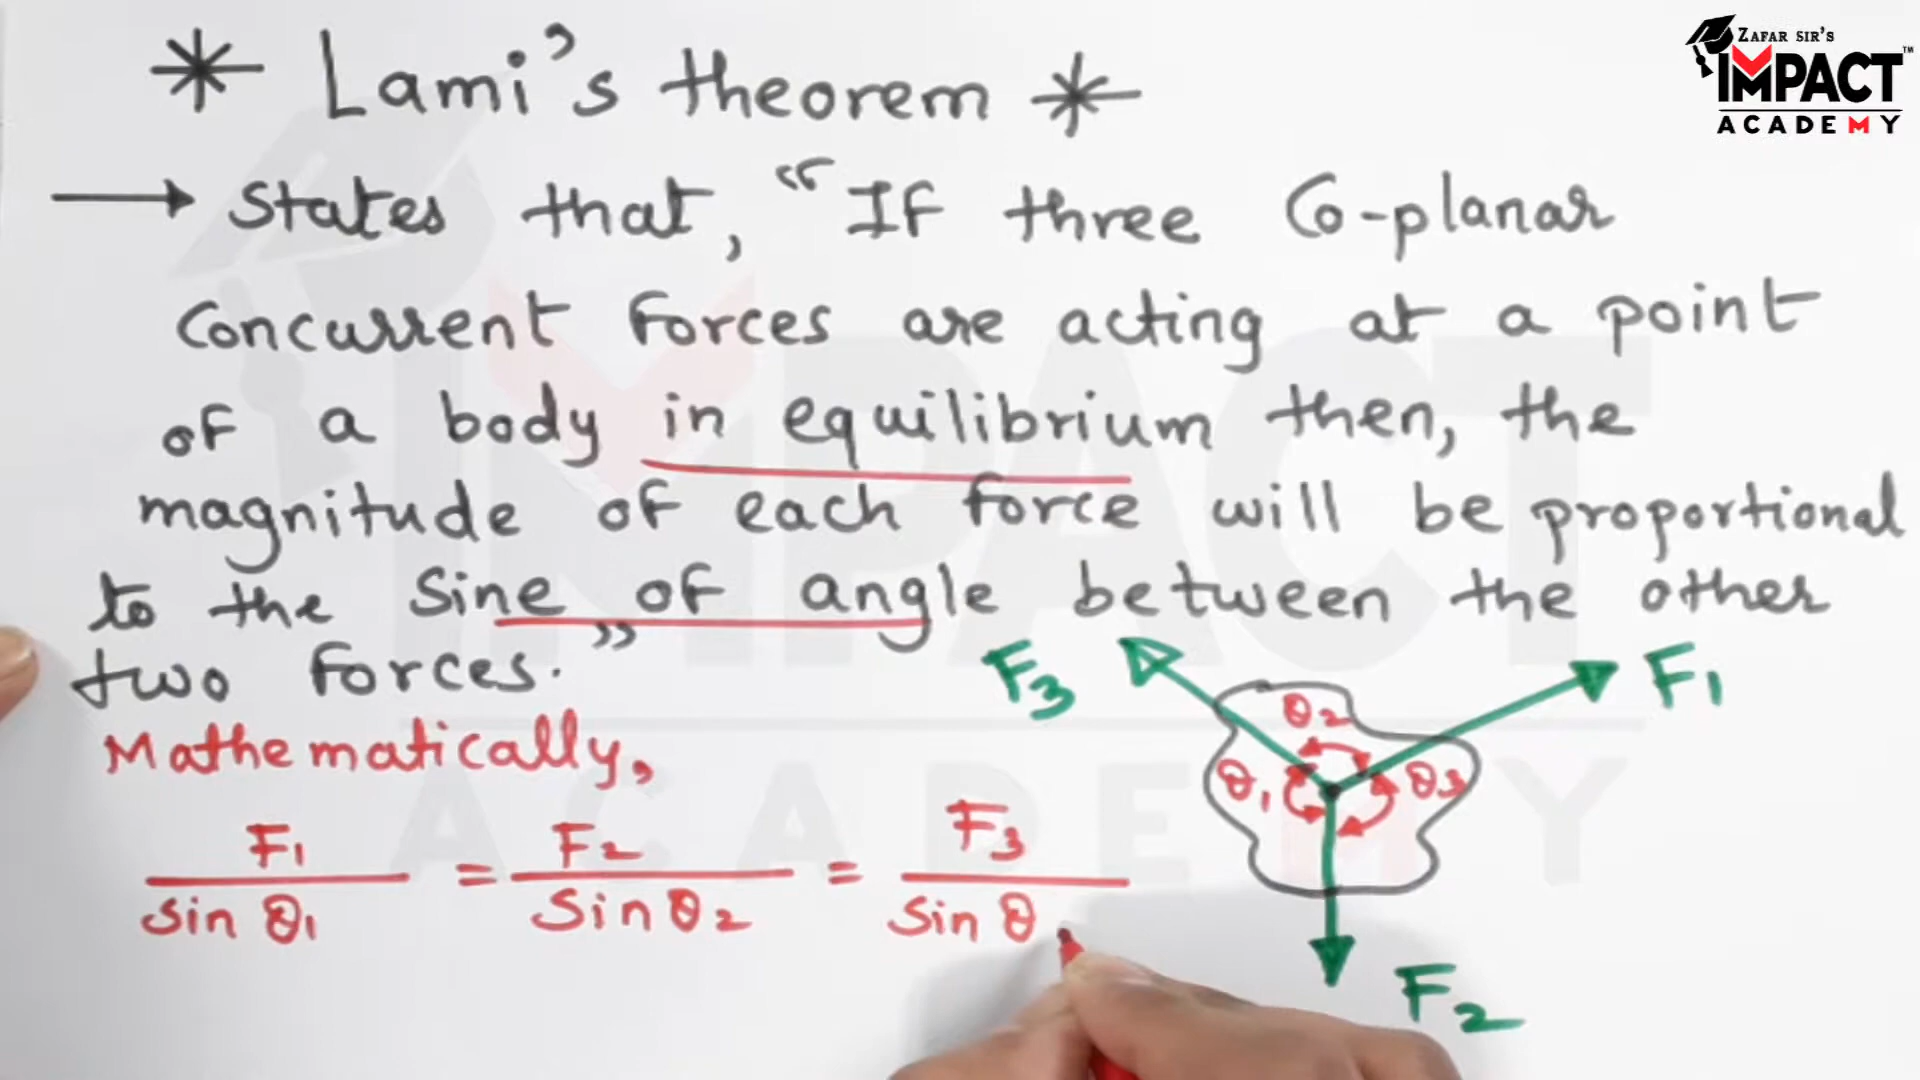 * Lami's theorem *
ZAFAR SIR'S
IMPACT™
ACADEMY
→ States that, "If three Co-planar
Concurrent Forces are acting at a point
of a body in equilibrium then, the
magnitude of each force will be proportional
to the Sine of angle between the other
two Forces."
Mathematically,
F₁ / sin θ₁ = F₂ / Sin θ₂ = F₃ / Sin θ
F₃
F₁
θ₂
θ₁
θ₃
F₂
IMPACT
ACADEMY